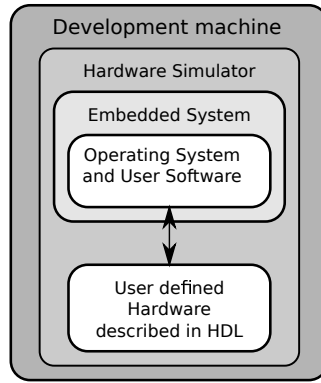 Development machine
Hardware Simulator
Embedded System
Operating System
and User Software
User defined
Hardware
described in HDL